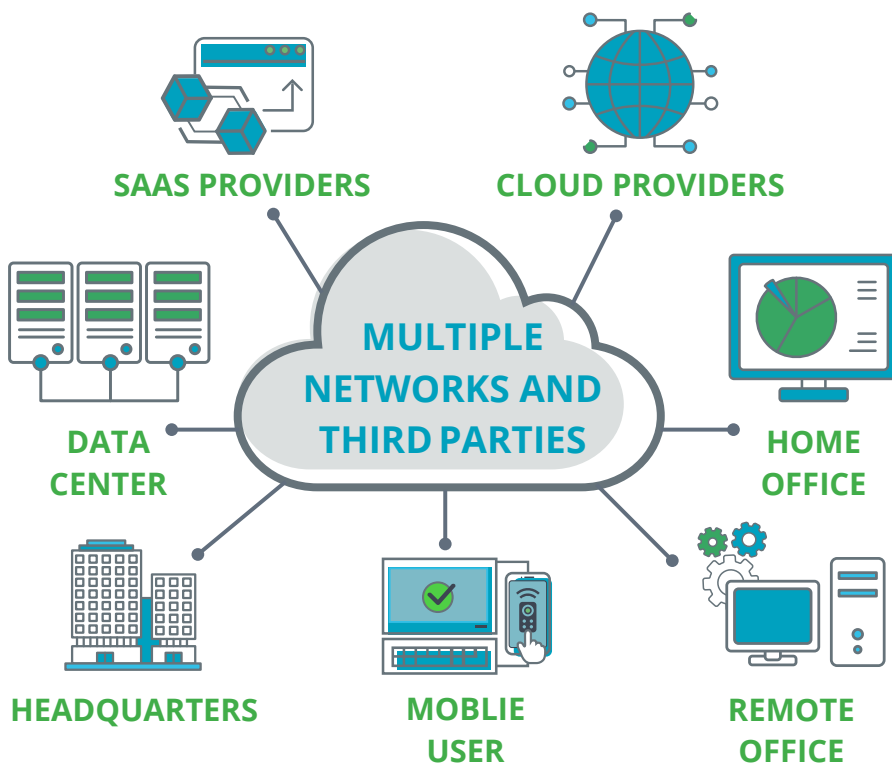 SAAS PROVIDERS
CLOUD PROVIDERS
MULTIPLE
NETWORKS AND
THIRD PARTIES
DATA
CENTER
HOME
OFFICE
HEADQUARTERS
MOBLIE
USER
REMOTE
OFFICE